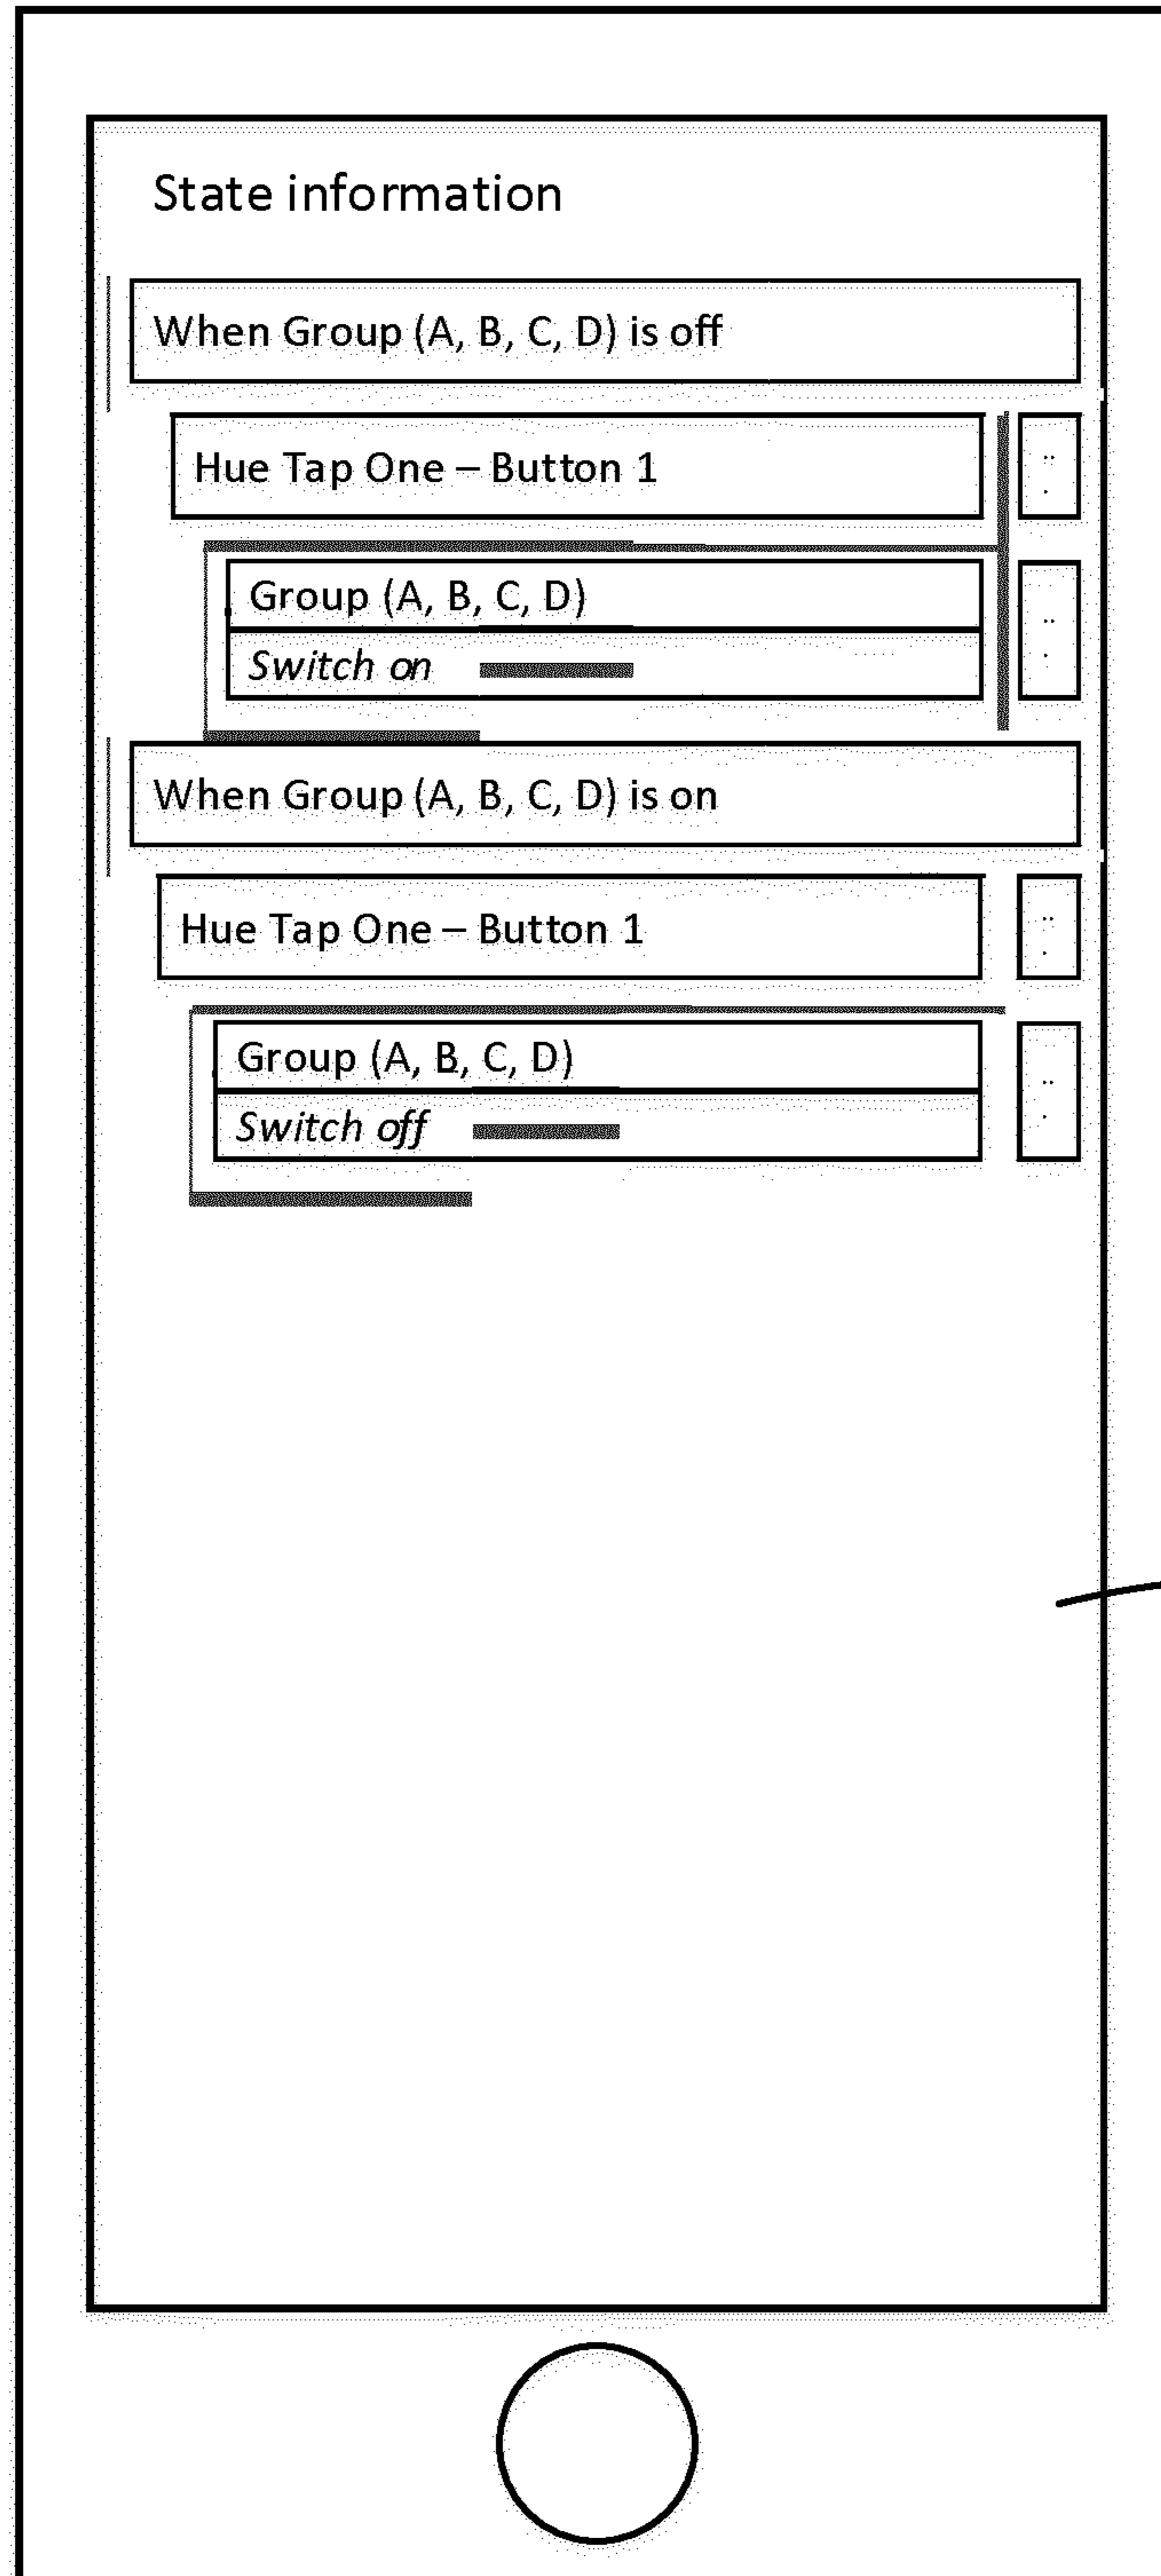 State information
When Group (A, B, C, D) is off
Hue Tap One – Button 1
Group (A, B, C, D)
Switch on
When Group (A, B, C, D) is on
Hue Tap One – Button 1
Group (A, B, C, D)
Switch off